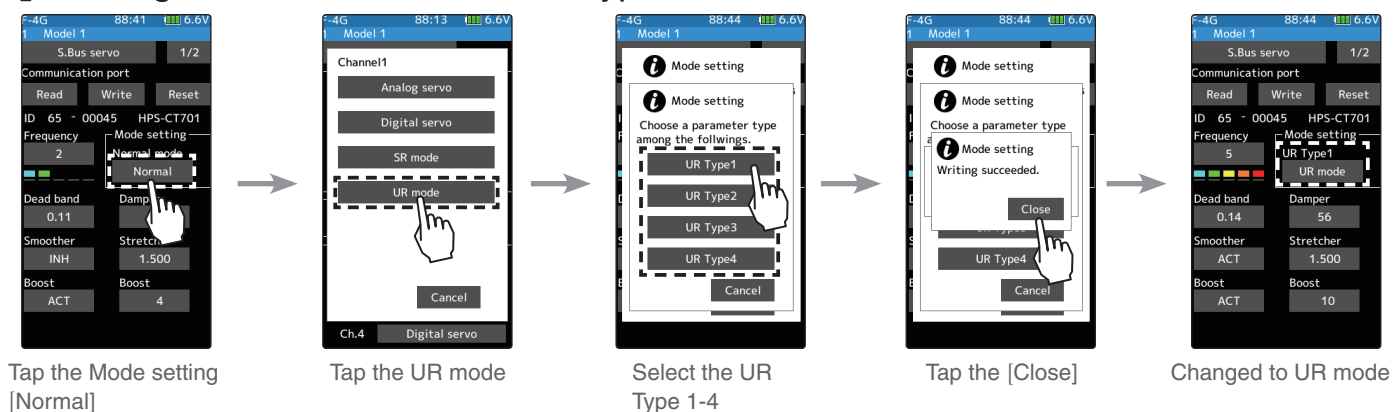 F-4G 88:41 6.6V
1 Model 1
S.Bus servo 1/2
Communication port
Read Write Reset
ID 65 - 00045 HPS-CT701
Frequency Mode setting
2 Normal mode
Normal
Dead band Damp
0.11
Smoother Stretch
INH 1.500
Boost Boost
ACT 4
Tap the Mode setting
[Normal]
F-4G 88:13 6.6V
1 Model 1
Channel1
Analog servo
Digital servo
SR mode
UR mode
Cancel
Ch.4 Digital servo
Tap the UR mode
F-4G 88:44 6.6V
1 Model 1
Mode setting
Mode setting
Choose a parameter type
among the follwings.
UR Type1
UR Type2
UR Type3
UR Type4
Cancel
Select the UR
Type 1-4
F-4G 88:44 6.6V
1 Model 1
Mode setting
Mode setting
Choose a parameter type
Mode setting
Writing succeeded.
Close
UR Type4
Cancel
Tap the [Close]
F-4G 88:44 6.6V
1 Model 1
S.Bus servo 1/2
Communication port
Read Write Reset
ID 65 - 00045 HPS-CT701
Frequency Mode setting
5 UR Type1
UR mode
Dead band Damper
0.14 56
Smoother Stretcher
ACT 1.500
Boost Boost
ACT 10
Changed to UR mode